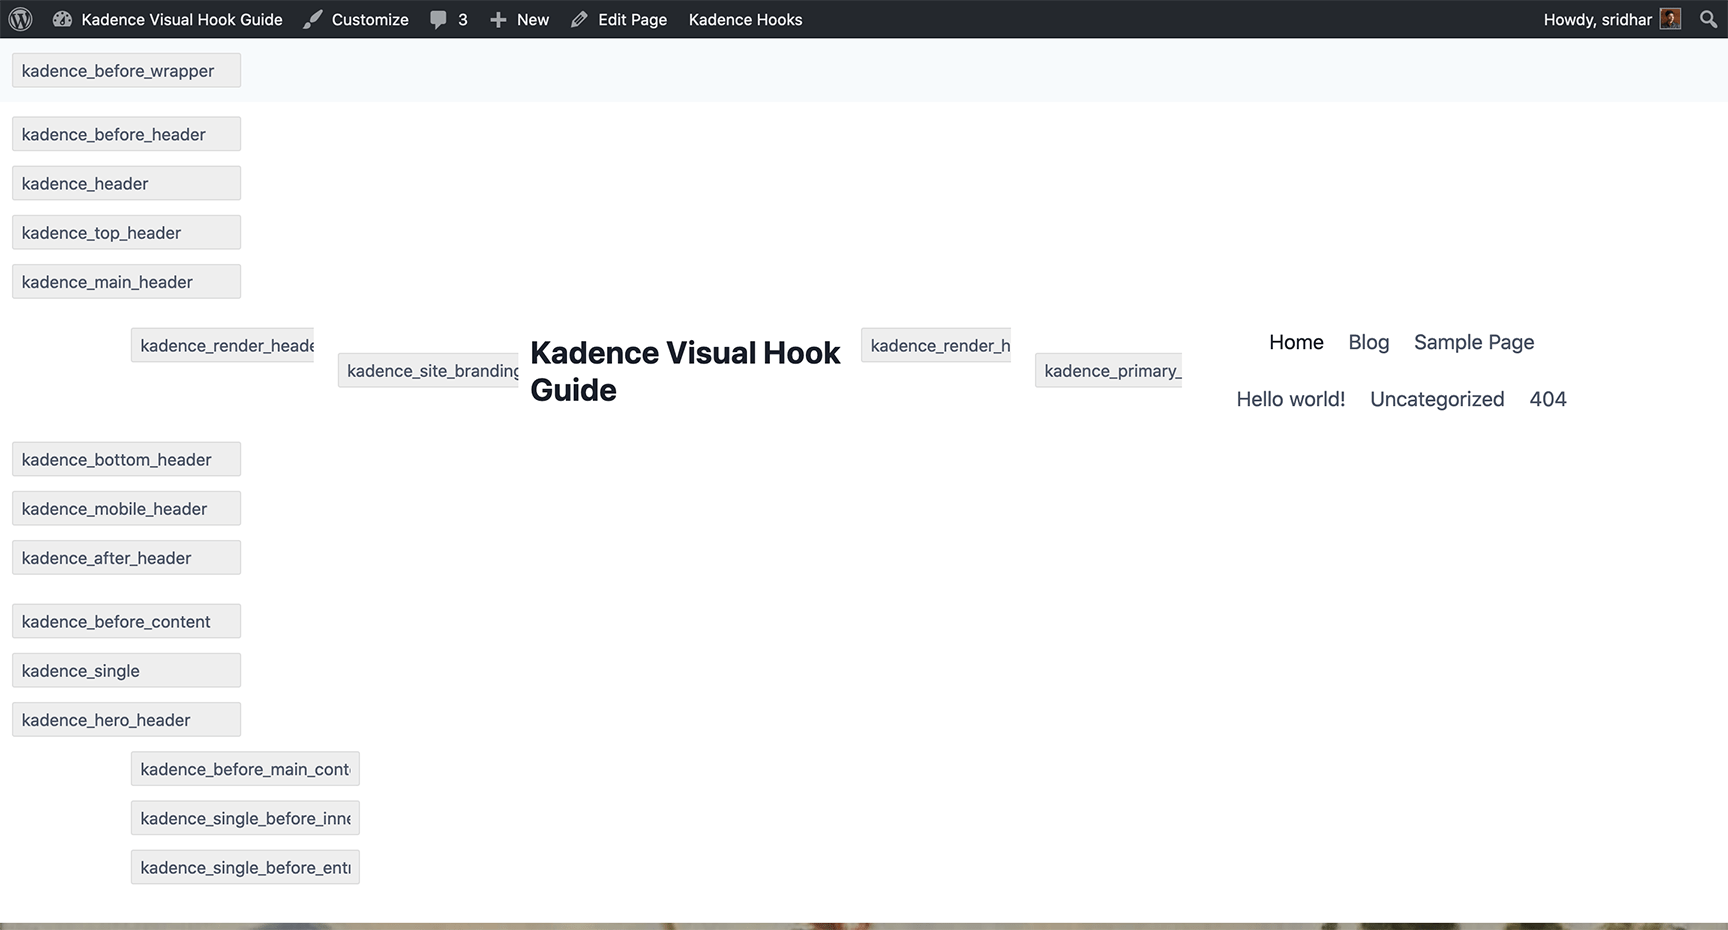 Kadence Visual Hook Guide Customize 3 New Edit Page Kadence Hooks Howdy, sridhar
kadence_before_wrapper
kadence_before_header
kadence_header
kadence_top_header
kadence_main_header
kadence_render_heade
kadence_site_branding
Kadence Visual Hook
Guide
kadence_render_h
kadence_primary_
Home Blog Sample Page
Hello world! Uncategorized 404
kadence_bottom_header
kadence_mobile_header
kadence_after_header
kadence_before_content
kadence_single
kadence_hero_header
kadence_before_main_cont
kadence_single_before_inne
kadence_single_before_entr